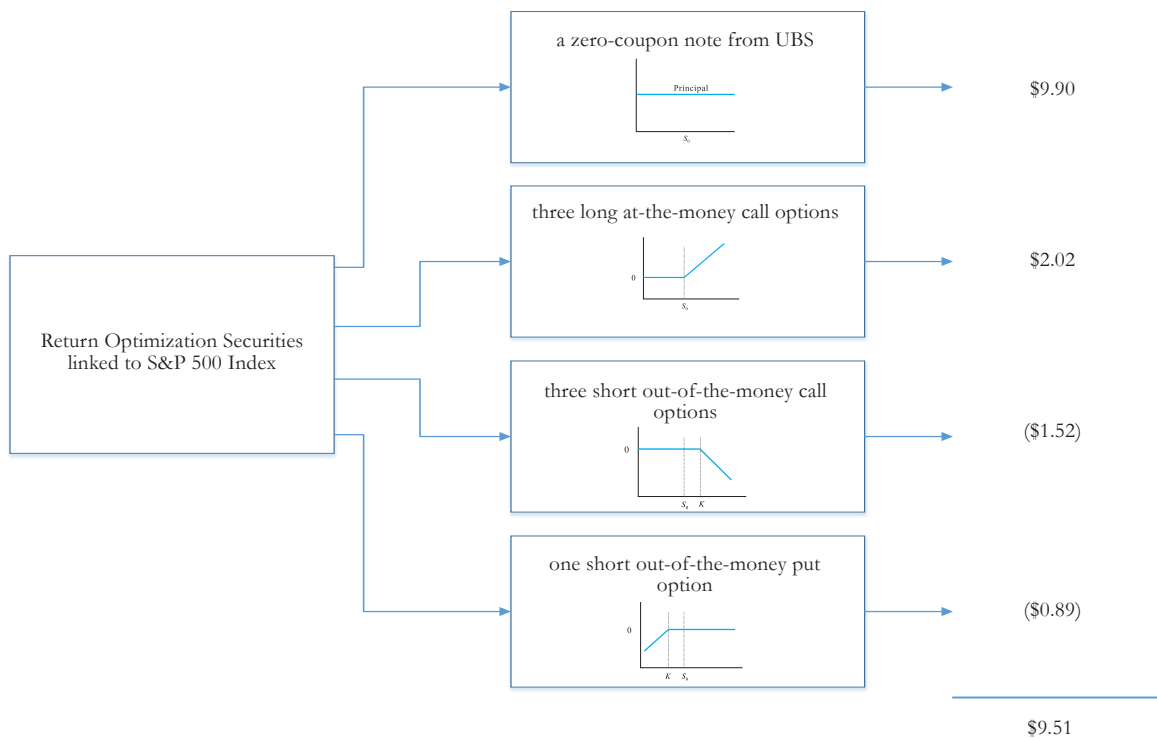 a zero-coupon note from UBS
Principal
S₀
$9.90
three long at-the-money call options
0
S₀
$2.02
Return Optimization Securities
linked to S&P 500 Index
three short out-of-the-money call
options
0
S₀ K
($1.52)
one short out-of-the-money put
option
0
K S₀
($0.89)
$9.51